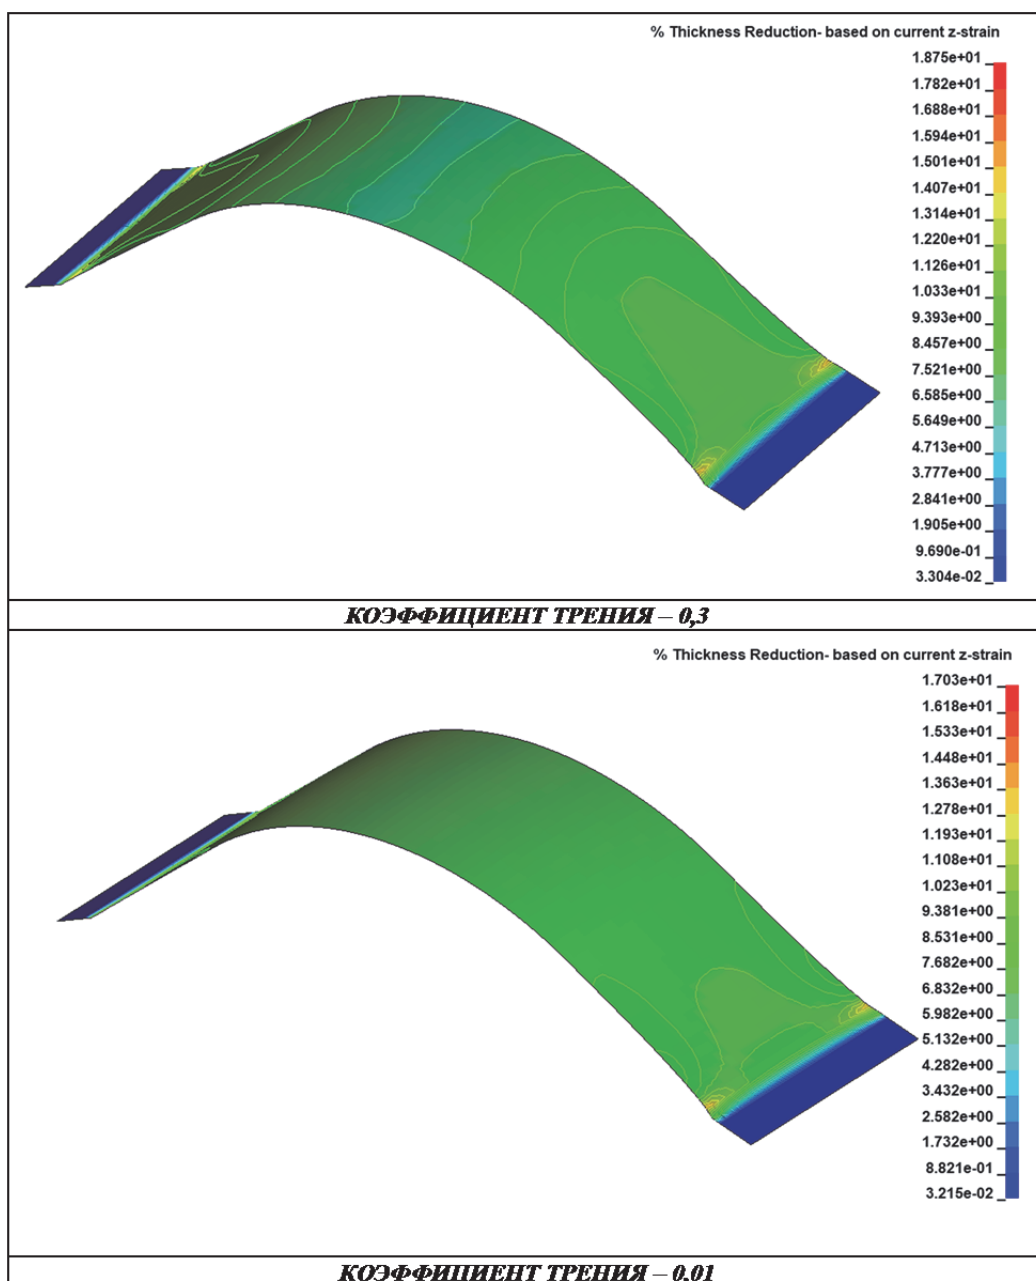 % Thickness Reduction- based on current z-strain
1.875e+01
1.782e+01
1.688e+01
1.594e+01
1.501e+01
1.407e+01
1.314e+01
1.220e+01
1.126e+01
1.033e+01
9.393e+00
8.457e+00
7.521e+00
6.585e+00
5.649e+00
4.713e+00
3.777e+00
2.841e+00
1.905e+00
9.690e-01
3.304e-02
КОЭФФИЦИЕНТ ТРЕНИЯ – 0,3
% Thickness Reduction- based on current z-strain
1.703e+01
1.618e+01
1.533e+01
1.448e+01
1.363e+01
1.278e+01
1.193e+01
1.108e+01
1.023e+01
9.381e+00
8.531e+00
7.682e+00
6.832e+00
5.982e+00
5.132e+00
4.282e+00
3.432e+00
2.582e+00
1.732e+00
8.821e-01
3.215e-02
КОЭФФИЦИЕНТ ТРЕНИЯ – 0,01